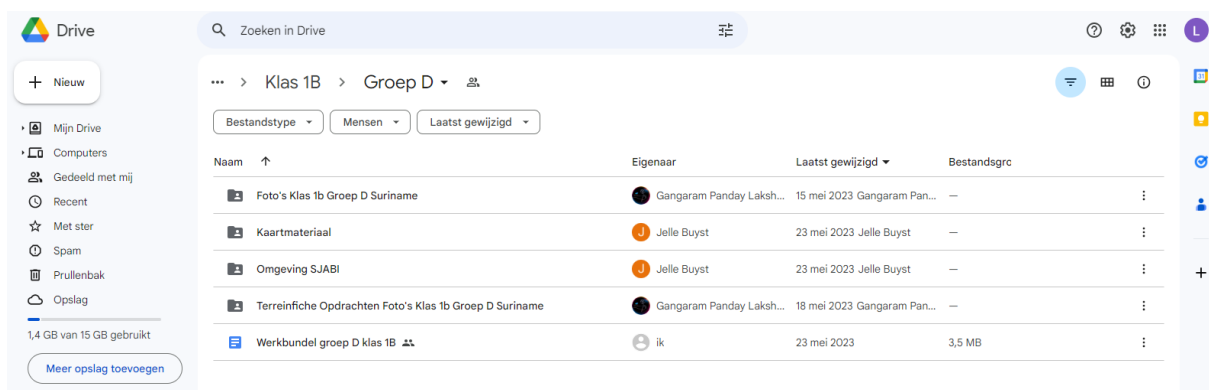 Drive
Zoeken in Drive
L
Nieuw
Klas 1B > Groep D
31
Bestandstype
Mensen
Laatst gewijzigd
Mijn Drive
Computers
Gedeeld met mij
Recent
Met ster
Spam
Prullenbak
Opslag
1,4 GB van 15 GB gebruikt
Meer opslag toevoegen
Naam Eigenaar Laatst gewijzigd Bestandsgrc
Foto's Klas 1b Groep D Suriname Gangaram Panday Laksh... 15 mei 2023 Gangaram Pan... —
Kaartmateriaal J Jelle Buyst 23 mei 2023 Jelle Buyst —
Omgeving SJABI J Jelle Buyst 23 mei 2023 Jelle Buyst —
Terreinfiche Opdrachten Foto's Klas 1b Groep D Suriname Gangaram Panday Laksh... 18 mei 2023 Gangaram Pan... —
Werkbundel groep D klas 1B ik 23 mei 2023 3,5 MB